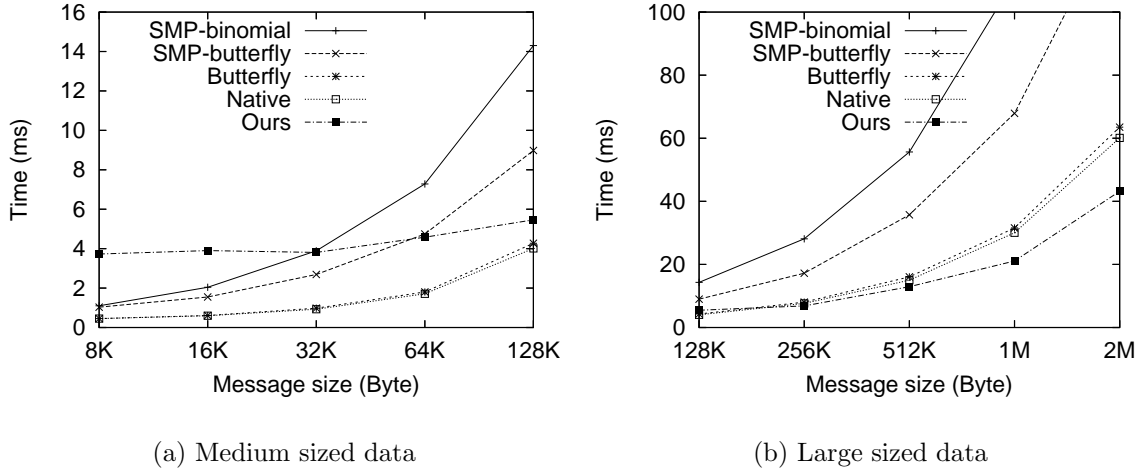 16
14
12
10
8
6
4
2
0
Time (ms)
SMP-binomial
SMP-butterfly
Butterfly
Native
Ours
8K 16K 32K 64K 128K
Message size (Byte)
(a) Medium sized data
100
80
60
40
20
0
Time (ms)
SMP-binomial
SMP-butterfly
Butterfly
Native
Ours
128K 256K 512K 1M 2M
Message size (Byte)
(b) Large sized data